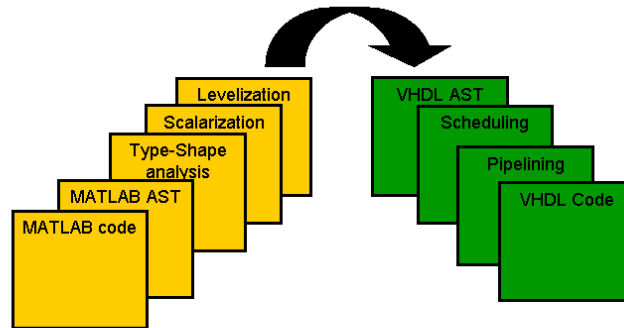 Levelization
Scalarization
Type-Shape
analysis
MATLAB AST
MATLAB code
VHDL AST
Scheduling
Pipelining
VHDL Code